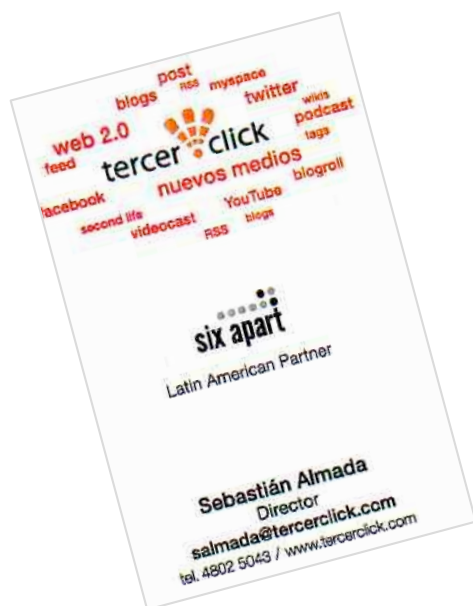 post
blogs RSS myspace
twitter
web 2.0 wikis
feed podcast
tercer click tags
nuevos medios
facebook blogroll
second life YouTube
videocast blogs
RSS
six apart
Latin American Partner
Sebastián Almada
Director
salmada@tercerclick.com
tel. 4802 5043 / www.tercerclick.com